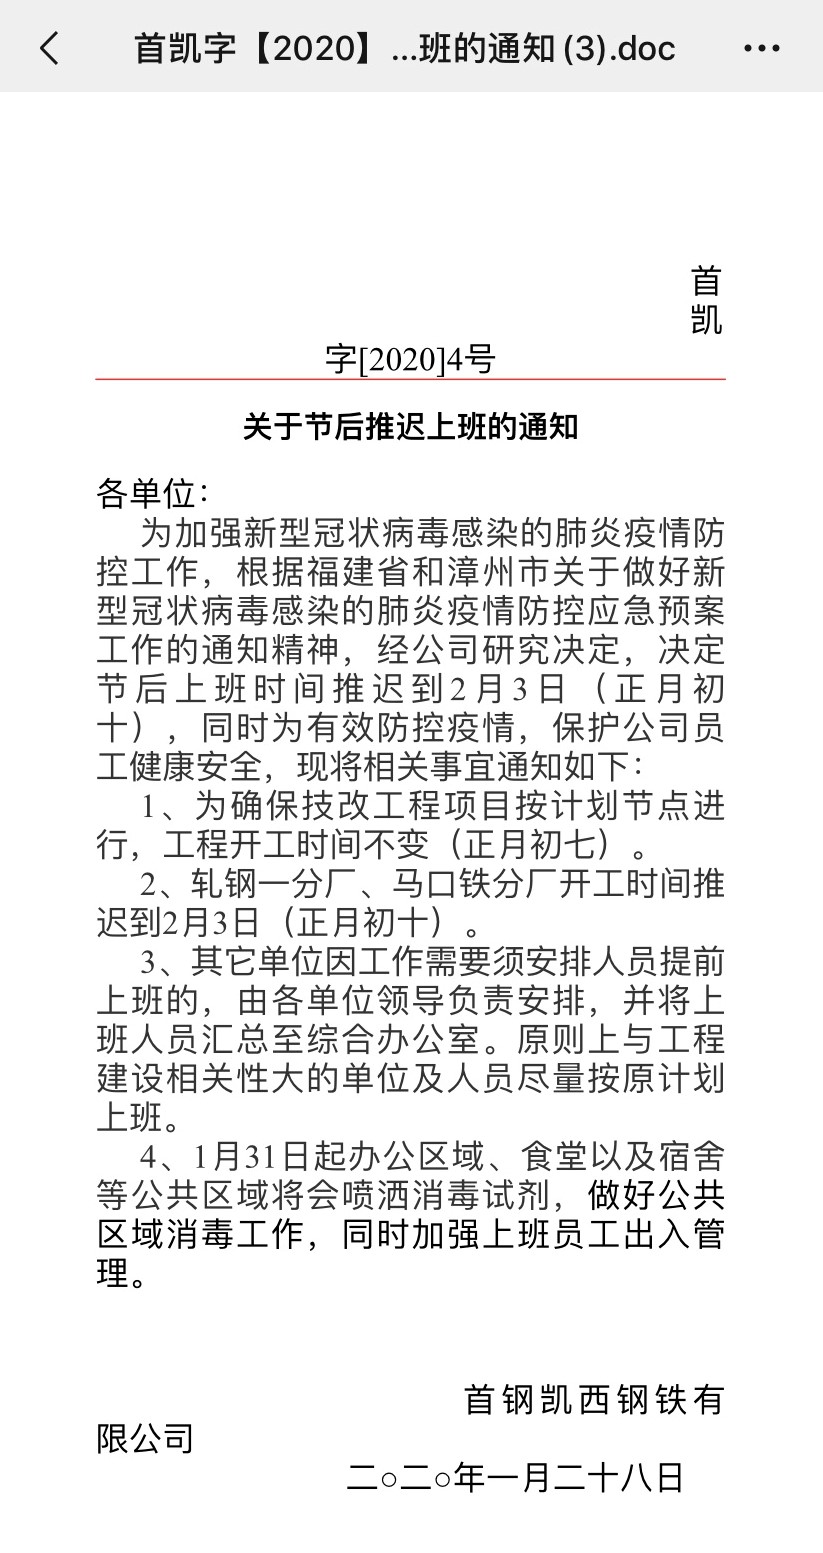 首凯字【2020】...班的通知(3).doc
首
凯
字[2020]4号
关于节后推迟上班的通知
各单位：
为加强新型冠状病毒感染的肺炎疫情防
控工作，根据福建省和漳州市关于做好新
型冠状病毒感染的肺炎疫情防控应急预案
工作的通知精神，经公司研究决定，决定
节后上班时间推迟到2月3日（正月初
十），同时为有效防控疫情，保护公司员
工健康安全，现将相关事宜通知如下：
1、为确保技改工程项目按计划节点进
行，工程开工时间不变（正月初七）。
2、轧钢一分厂、马口铁分厂开工时间推
迟到2月3日（正月初十）。
3、其它单位因工作需要须安排人员提前
上班的，由各单位领导负责安排，并将上
班人员汇总至综合办公室。原则上与工程
建设相关性大的单位及人员尽量按原计划
上班。
4、1月31日起办公区域、食堂以及宿舍
等公共区域将会喷洒消毒试剂，做好公共
区域消毒工作，同时加强上班员工出入管
理。
首钢凯西钢铁有
限公司
二○二○年一月二十八日